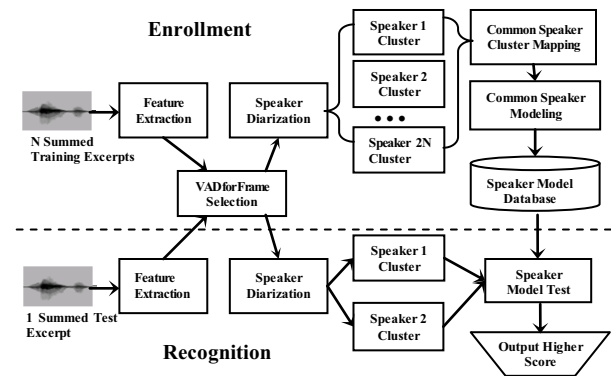 Enrollment
N Summed
Training Excerpts
Feature
Extraction
VADforFrame
Selection
Speaker
Diarization
Speaker 1
Cluster
Speaker 2
Cluster
Speaker 2N
Cluster
Common Speaker
Cluster Mapping
Common Speaker
Modeling
Speaker Model
Database
1 Summed Test
Excerpt
Feature
Extraction
Speaker
Diarization
Speaker 1
Cluster
Speaker 2
Cluster
Speaker
Model Test
Output Higher
Score
Recognition